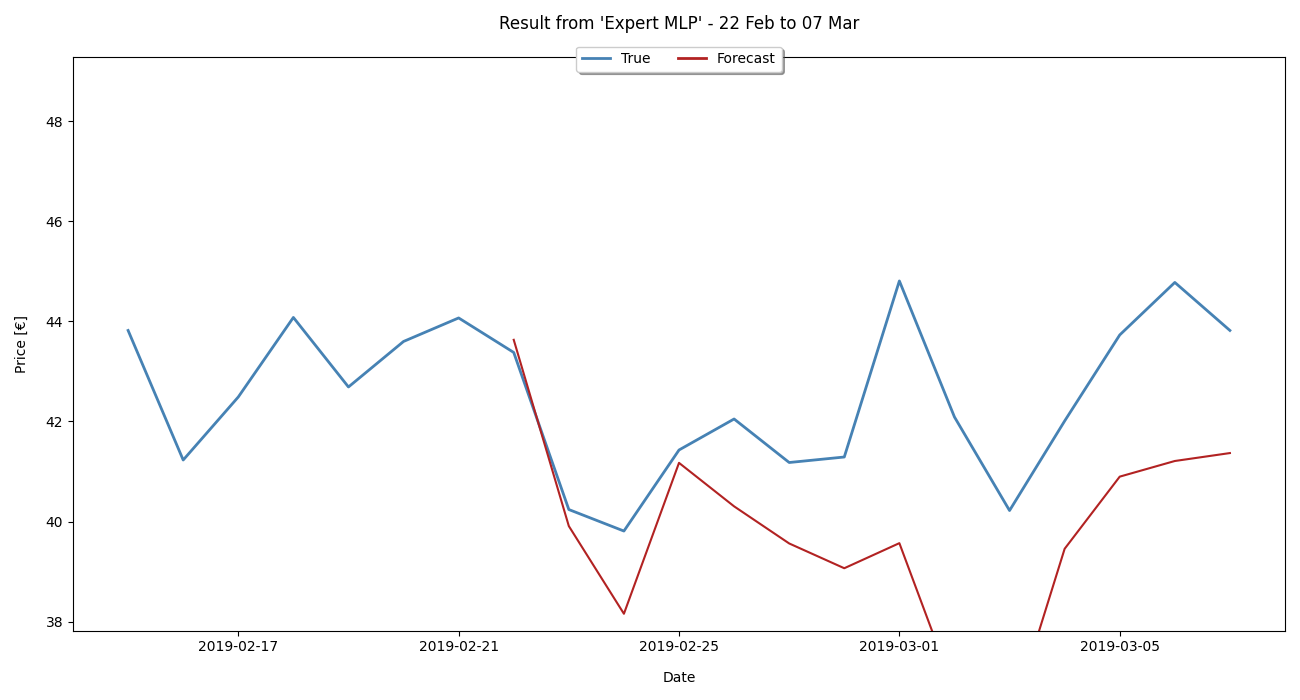 Result from 'Expert MLP' - 22 Feb to 07 Mar
True Forecast
48
46
44
42
40
38
Price [€]
2019-02-17 2019-02-21 2019-02-25 2019-03-01 2019-03-05
Date